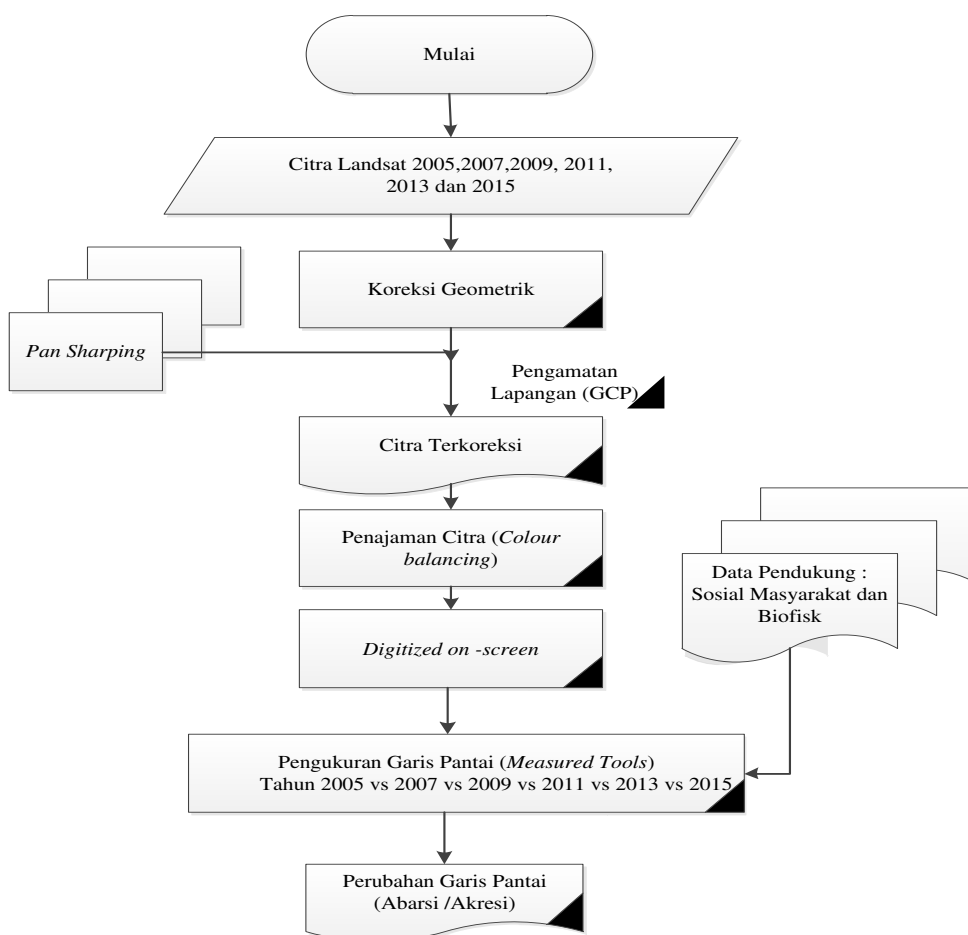 Mulai
Citra Landsat 2005,2007,2009, 2011,
2013 dan 2015
Koreksi Geometrik
Pan Sharping
Pengamatan
Lapangan (GCP)
Citra Terkoreksi
Penajaman Citra (Colour
balancing)
Data Pendukung :
Sosial Masyarakat dan
Biofisk
Digitized on -screen
Pengukuran Garis Pantai (Measured Tools)
Tahun 2005 vs 2007 vs 2009 vs 2011 vs 2013 vs 2015
Perubahan Garis Pantai
(Abarsi /Akresi)